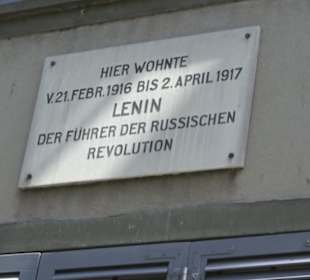 HIER WOHNTE
V.21.FEBR.1916 BIS 2.APRIL 1917
LENIN
DER FÜHRER DER RUSSISCHEN
REVOLUTION